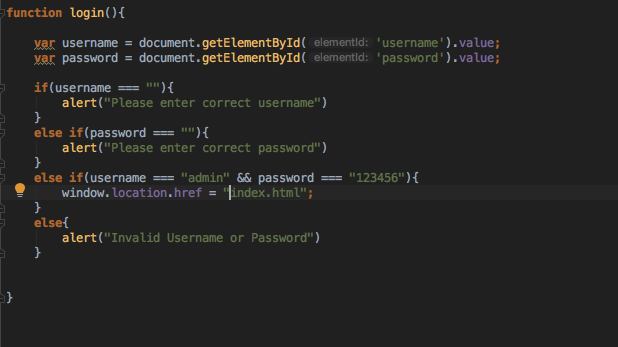 function login(){
var username = document.getElementById( elementId: 'username').value;
var password = document.getElementById( elementId: 'password').value;
if(username === ""){
alert("Please enter correct username")
}
else if(password === ""){
alert("Please enter correct password")
}
else if(username === "admin" && password === "123456"){
window.location.href = "index.html";
}
else{
alert("Invalid Username or Password")
}
}